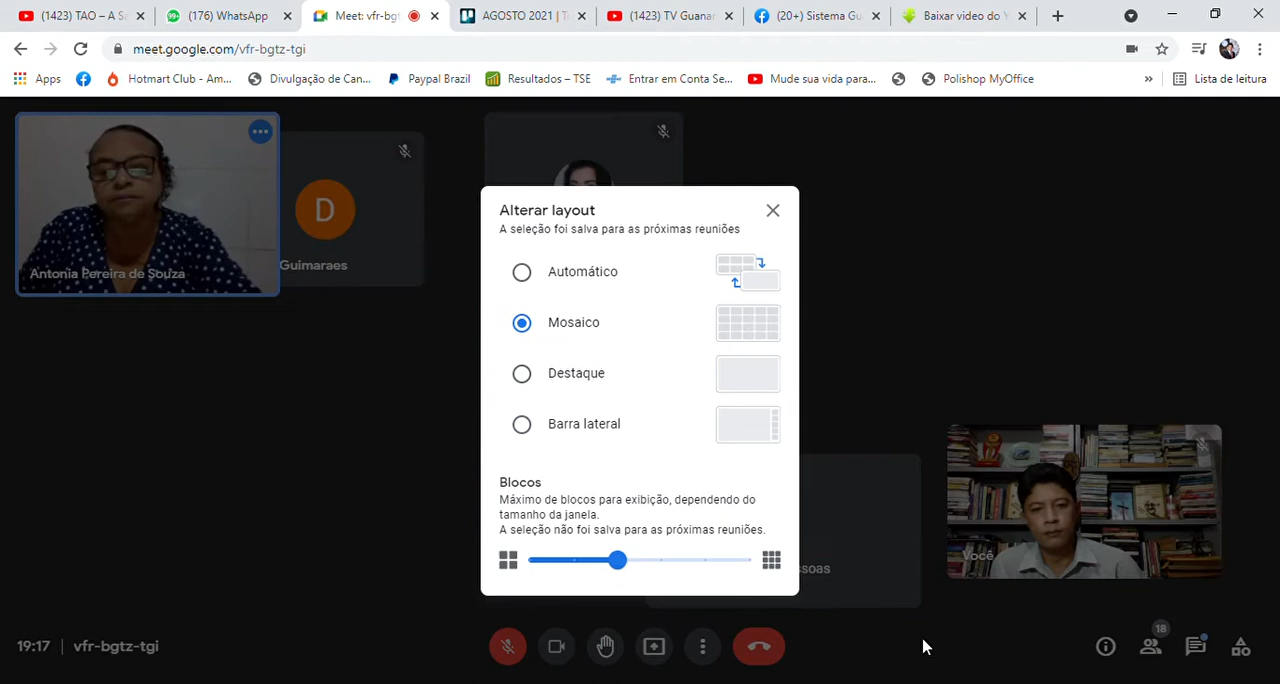 (1423) TAO – A Sa
(176) WhatsApp
Meet: vfr-bgt
AGOSTO 2021 | T
(1423) TV Guanar
(20+) Sistema Gu
Baixar video do Y
meet.google.com/vfr-bgtz-tgi
Apps
Hotmart Club - Am...
Divulgação de Can...
Paypal Brazil
Resultados – TSE
Entrar em Conta Se...
Mude sua vida para...
Polishop MyOffice
»
Lista de leitura
Antonia Pereira de Souza
D
Guimaraes
Alterar layout
A seleção foi salva para as próximas reuniões
Automático
Mosaico
Destaque
Barra lateral
Blocos
Máximo de blocos para exibição, dependendo do
tamanho da janela.
A seleção não foi salva para as próximas reuniões.
ssoas
Você
19:17 | vfr-bgtz-tgi
18